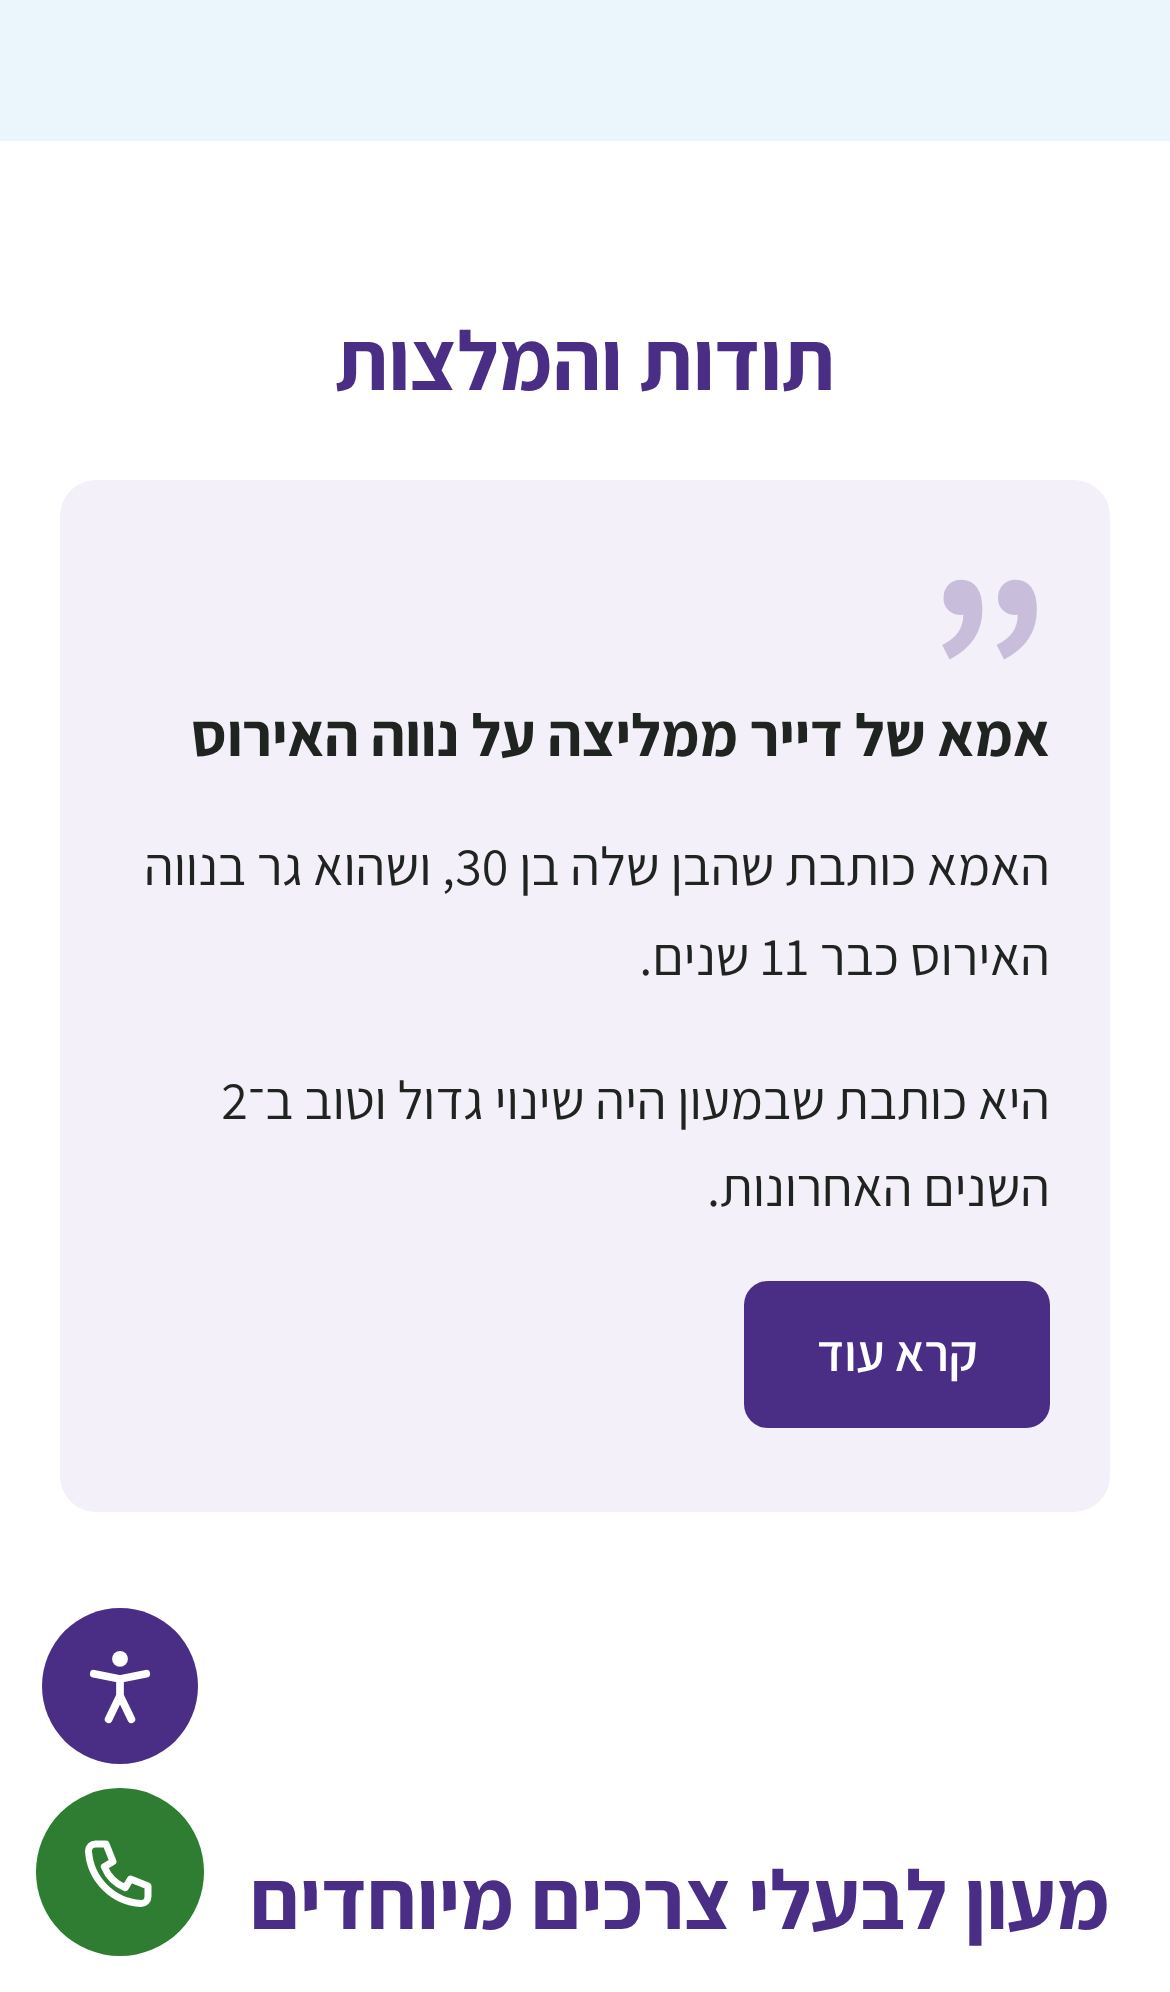 תודות והמלצות
אמא של דייר ממליצה על נווה האירוס
האמא כותבת שהבן שלה בן 30, ושהוא גר בנווה
האירוס כבר 11 שנים.
היא כותבת שבמעון היה שינוי גדול וטוב ב־2
השנים האחרונות.
קרא עוד
מעון לבעלי צרכים מיוחדים